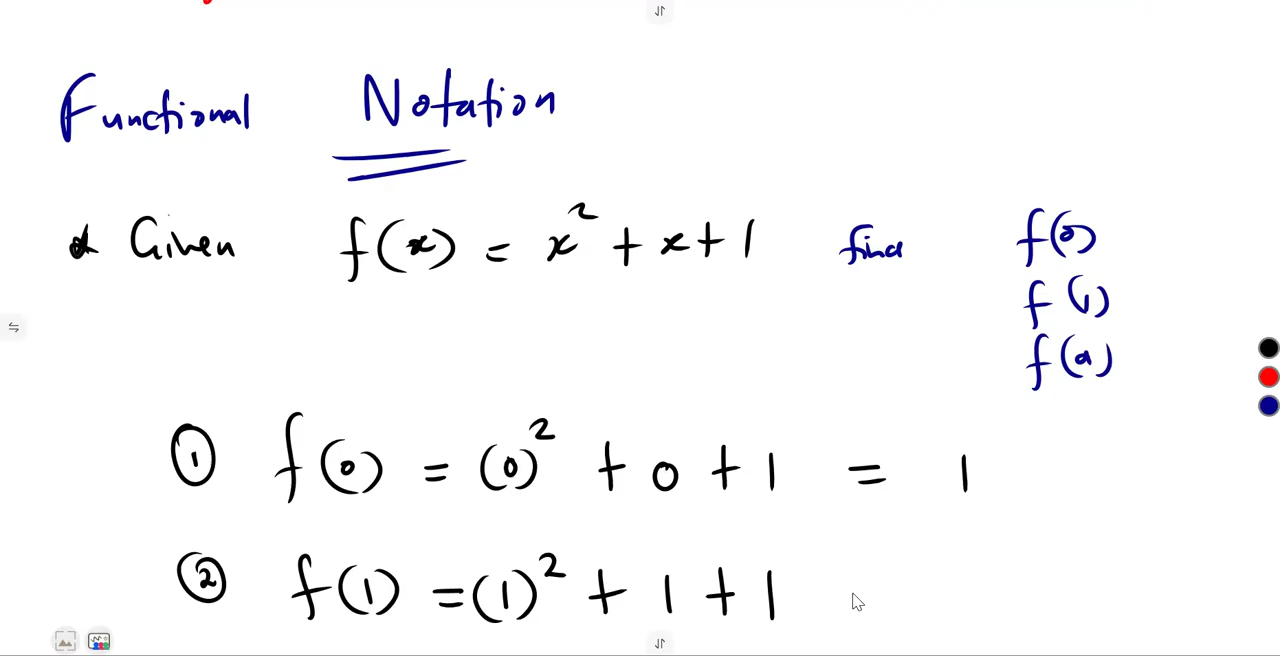 Functional Notation
Given f(x) = x² + x + 1 find f(0)
f(1)
f(a)
① f(0) = (0)² + 0 + 1 = 1
② f(1) = (1)² + 1 + 1